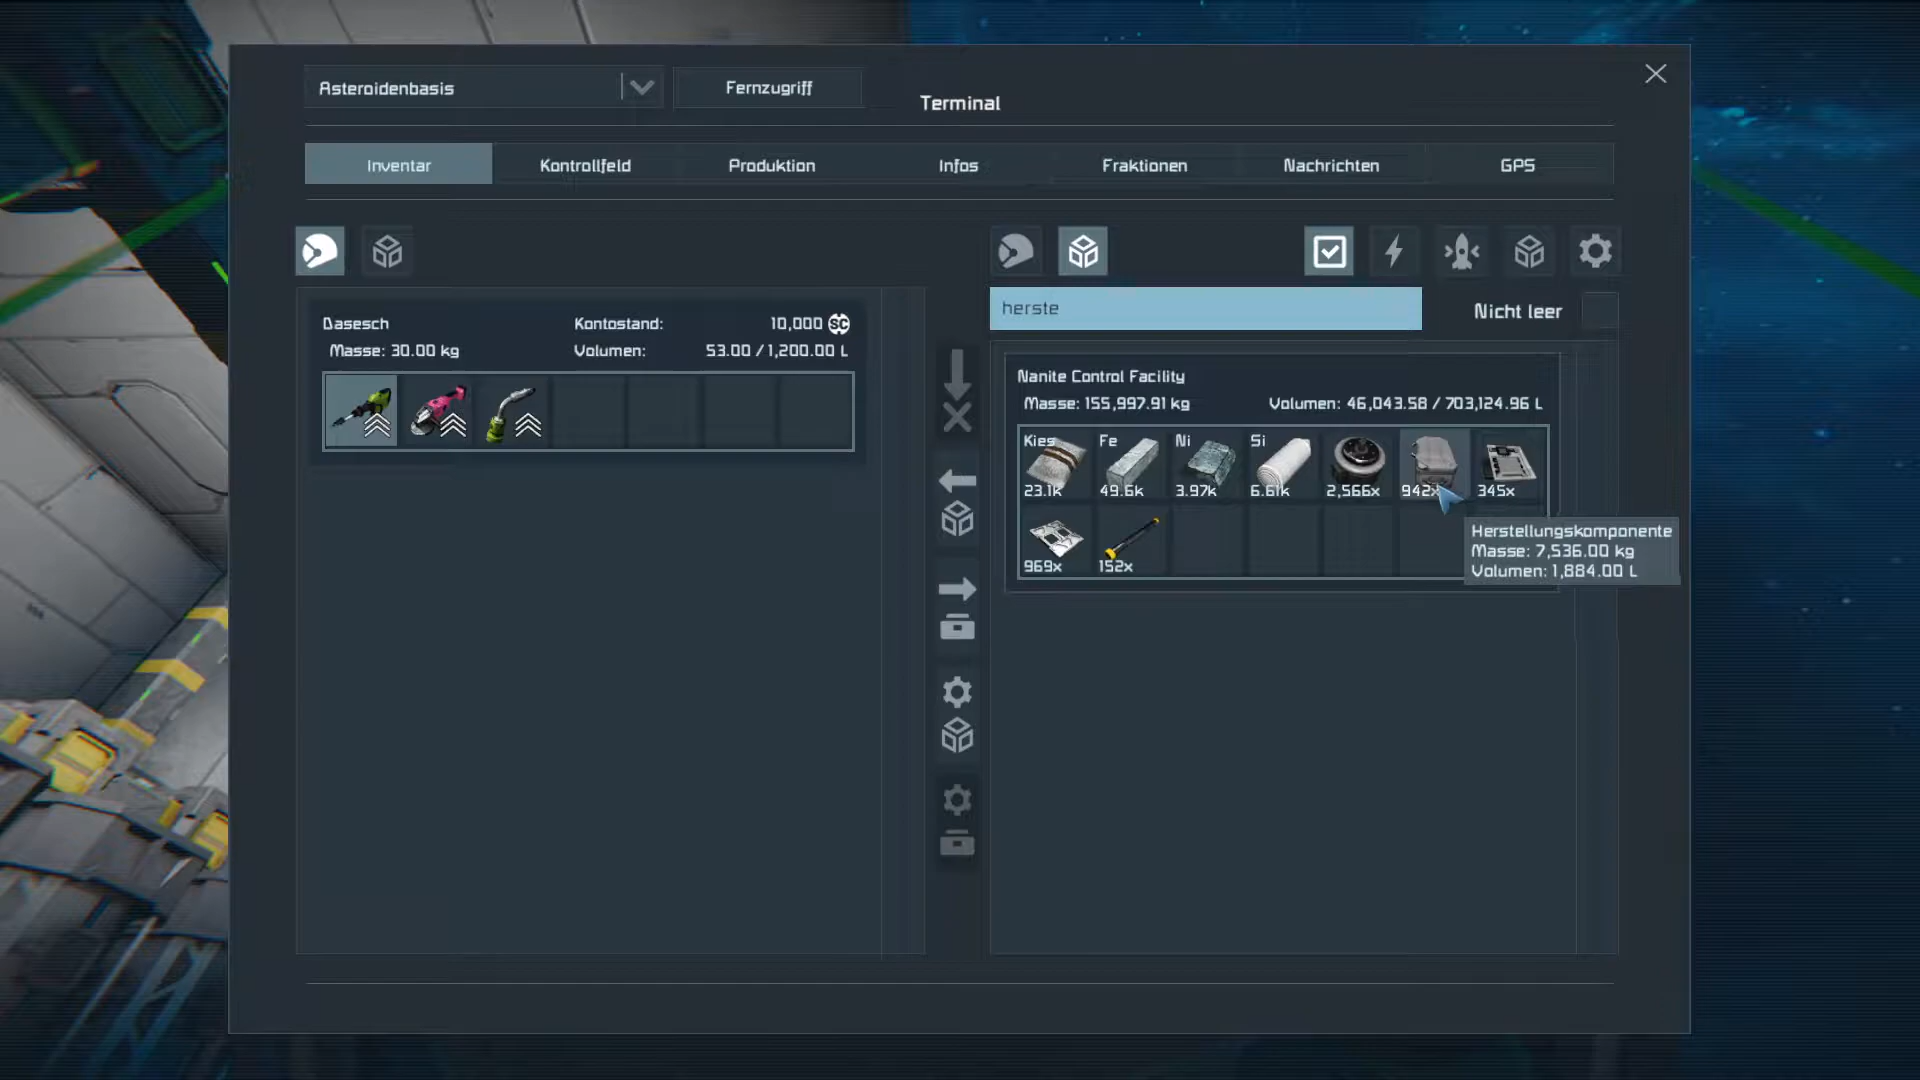 Asteroidenbasis
Fernzugriff
Terminal
Inventar
Kontrollfeld
Produktion
Infos
Fraktionen
Nachrichten
GPS
herste
Nicht leer
Dasesch
Kontostand: 10,000 SC
Masse: 30.00 kg
Volumen: 53.00 / 1,200.00 L
Nanite Control Facility
Masse: 155,997.91 kg
Volumen: 46,043.58 / 703,124.96 L
Kies Fe Ni Si
23.1k 49.6k 3.97k 6.61k 2,566x 942x 345x
969x 152x
Herstellungskomponente
Masse: 7,536.00 kg
Volumen: 1,884.00 L